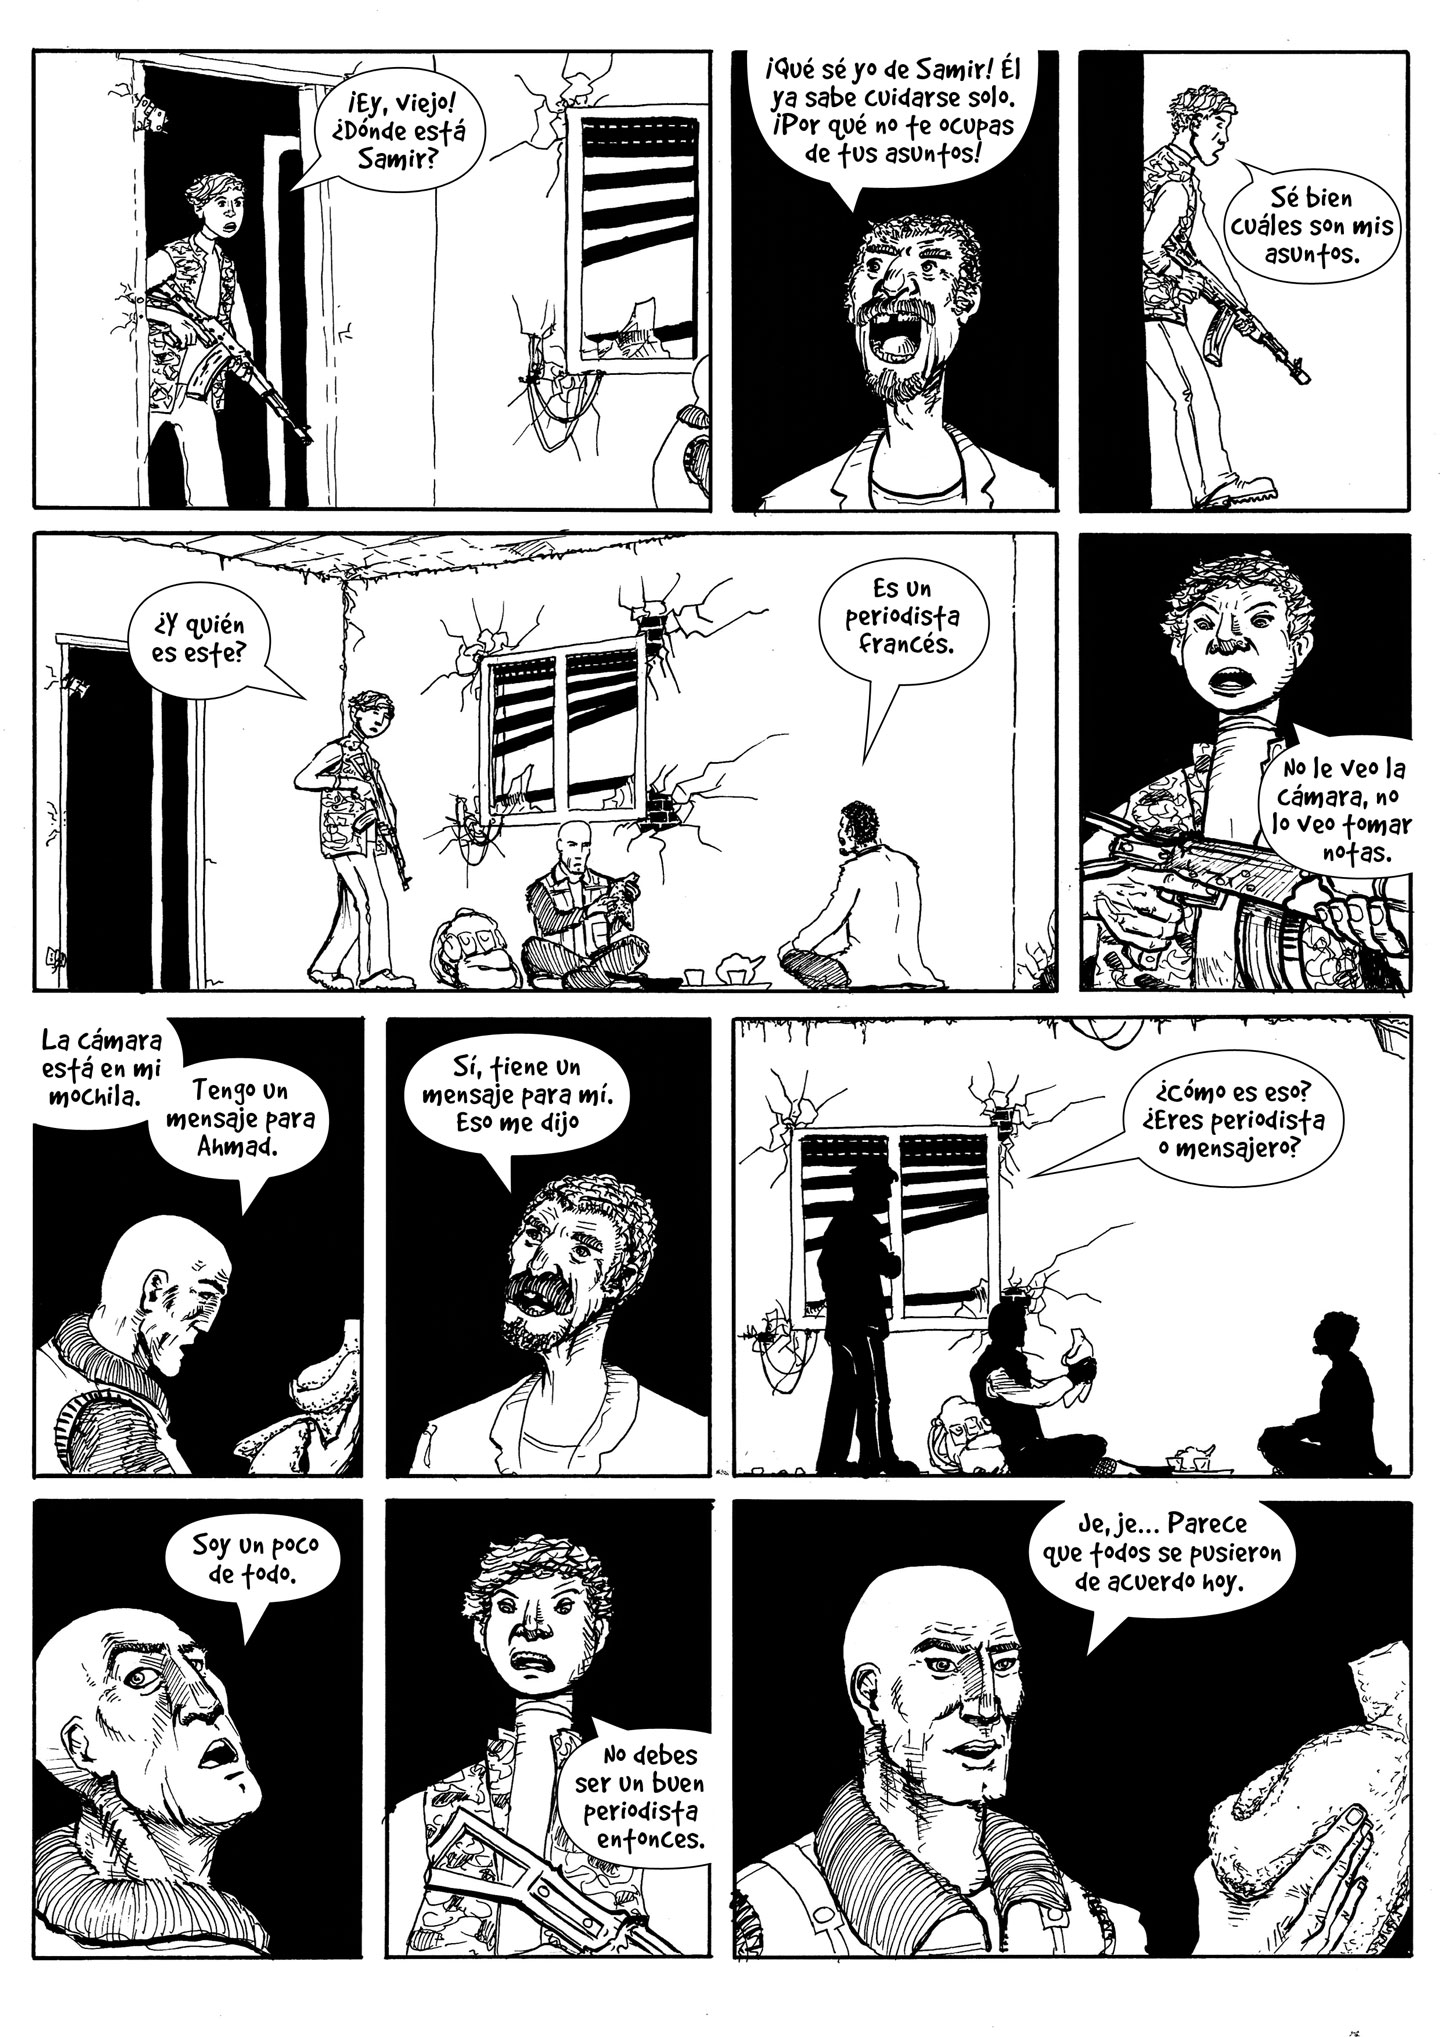 ¡Ey, viejo!
¿Dónde está
Samir?
¡Qué sé yo de Samir! Él
ya sabe cuidarse solo.
¡Por qué no te ocupas
de tus asuntos!
Sé bien
cuáles son mis
asuntos.
¿Y quién
es este?
Es un
periodista
francés.
No le veo la
cámara, no
lo veo tomar
notas.
La cámara
está en mi
mochila.
Tengo un
mensaje para
Ahmad.
Sí, tiene un
mensaje para mí.
Eso me dijo
¿Cómo es eso?
¿Eres periodista
o mensajero?
Soy un poco
de todo.
No debes
ser un buen
periodista
entonces.
Je, je... Parece
que todos se pusieron
de acuerdo hoy.